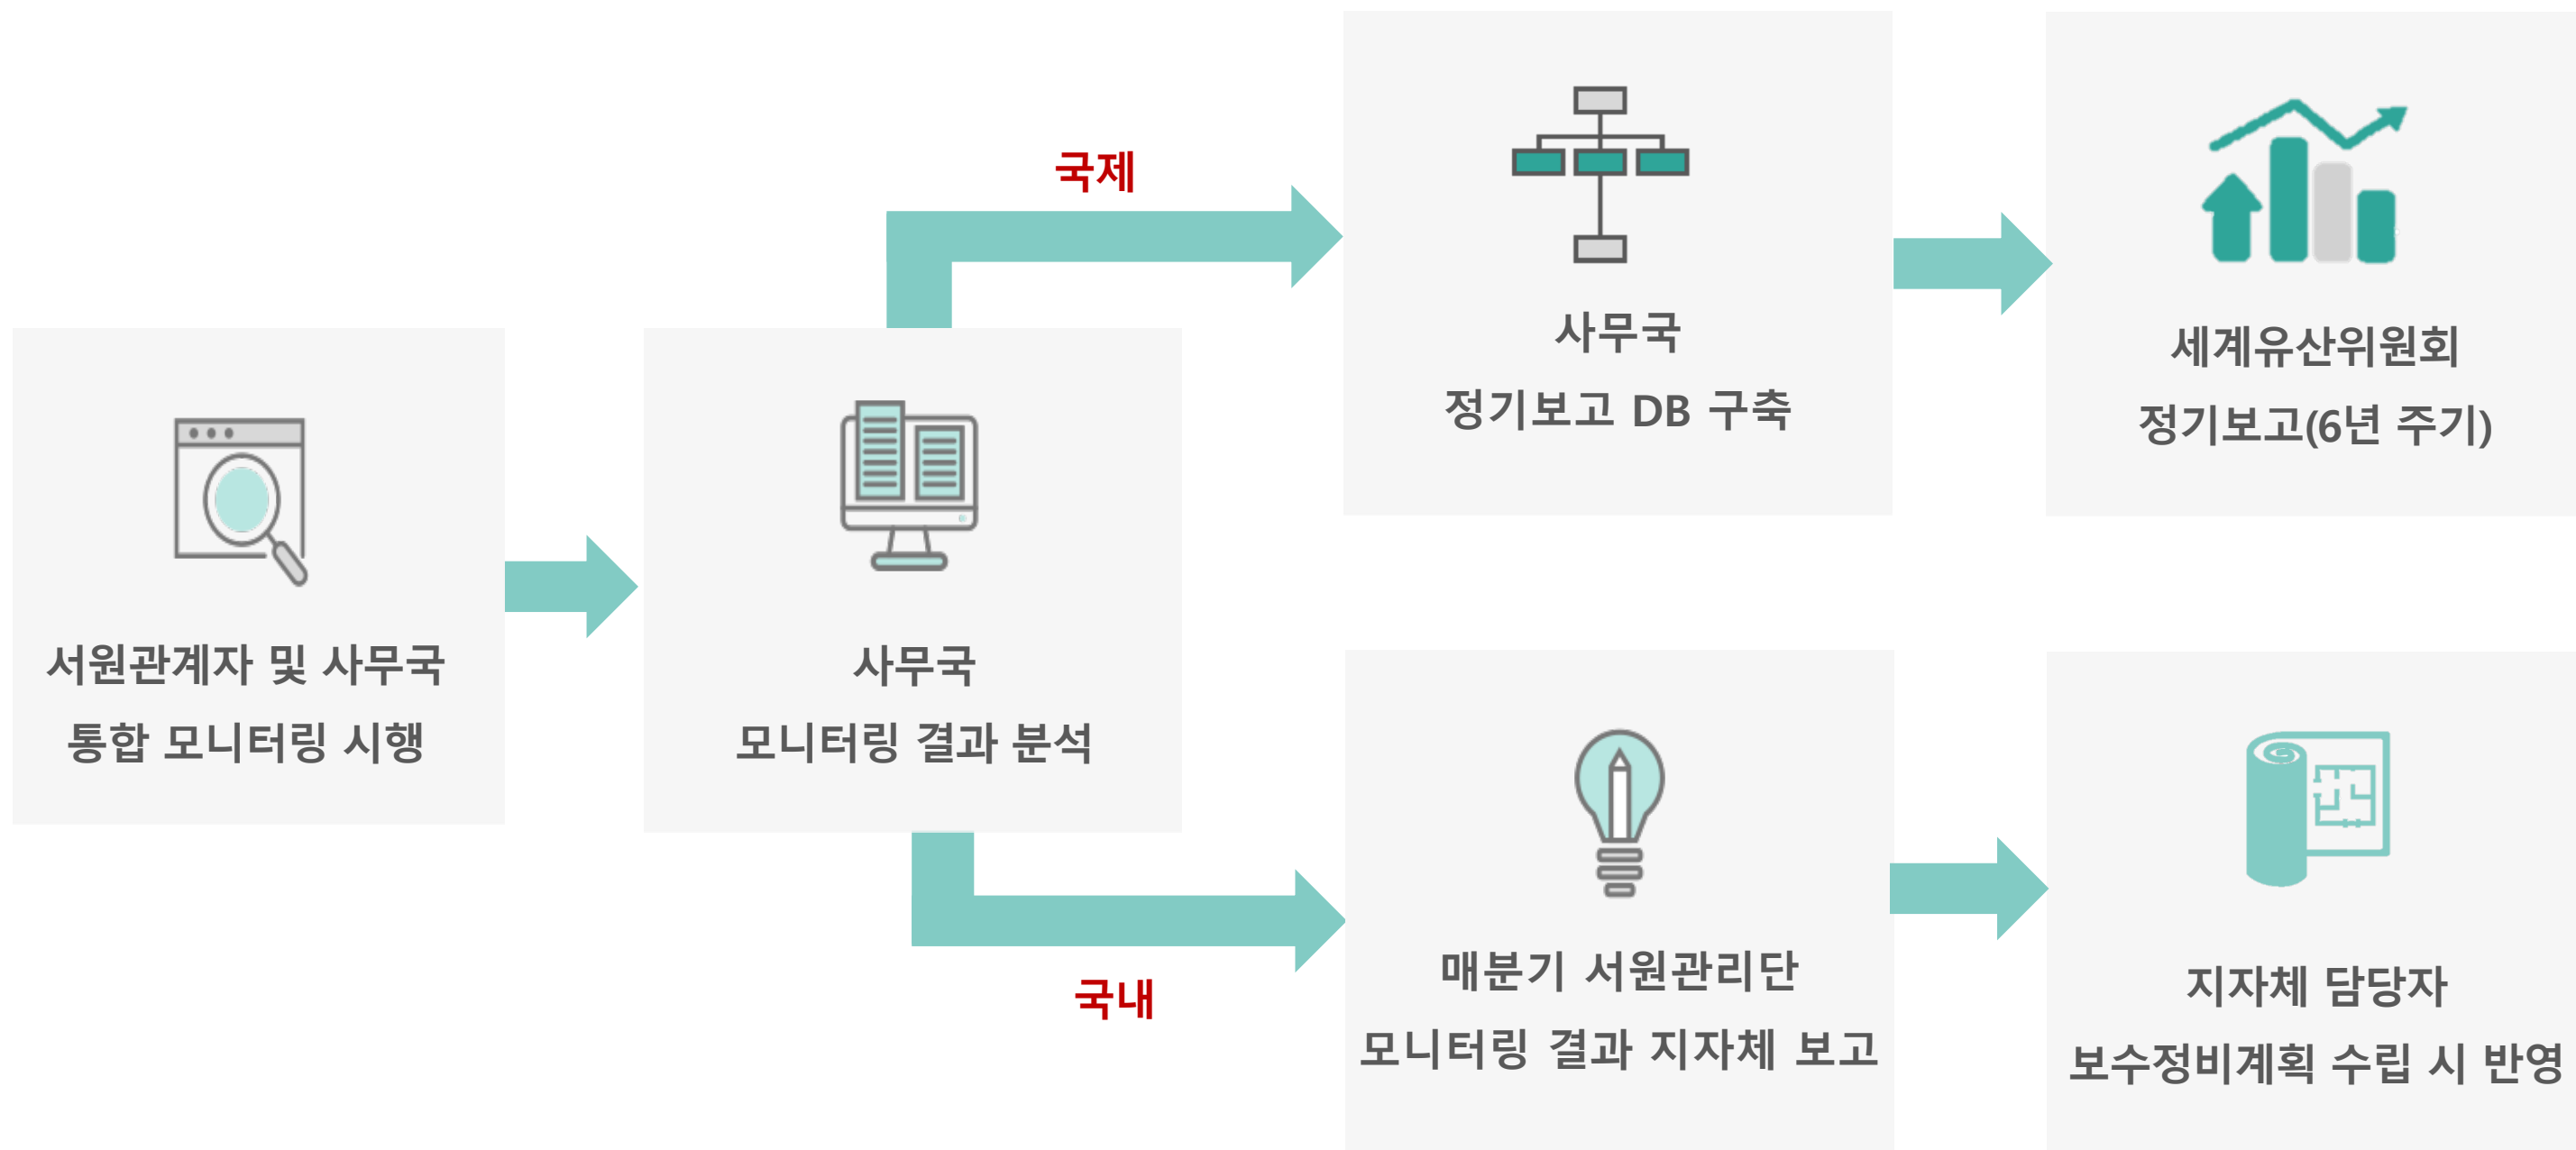 국제
사무국
정기보고 DB 구축
세계유산위원회
정기보고(6년 주기)
서원관계자 및 사무국
통합 모니터링 시행
사무국
모니터링 결과 분석
국내
매분기 서원관리단
모니터링 결과 지자체 보고
지자체 담당자
보수정비계획 수립 시 반영